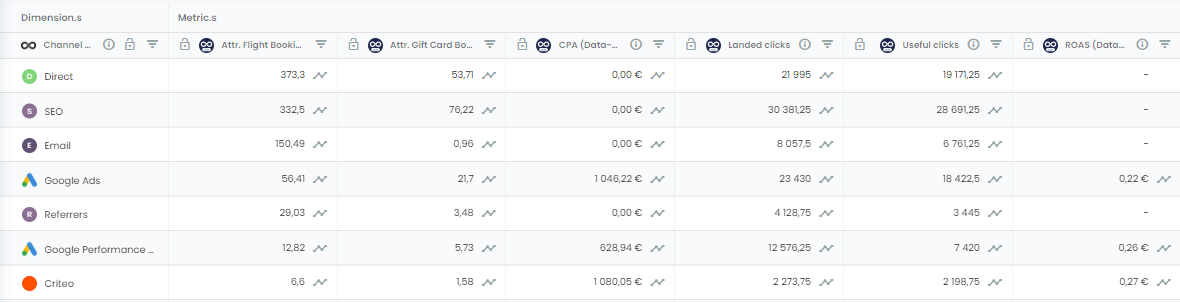 Dimension.s Metric.s
Channel ... Attr. Flight Booki... Attr. Gift Card Bo... CPA (Data-... Landed clicks Useful clicks ROAS (Data...
D Direct 373,3 53,71 0,00 € 21 995 19 171,25 -
S SEO 332,5 76,22 0,00 € 30 381,25 28 691,25 -
E Email 150,49 0,96 0,00 € 8 057,5 6 761,25 -
Google Ads 56,41 21,7 1 046,22 € 23 430 18 422,5 0,22 €
R Referrers 29,03 3,48 0,00 € 4 128,75 3 445 -
Google Performance ... 12,82 5,73 628,94 € 12 576,25 7 420 0,26 €
Criteo 6,6 1,58 1 080,05 € 2 273,75 2 198,75 0,27 €